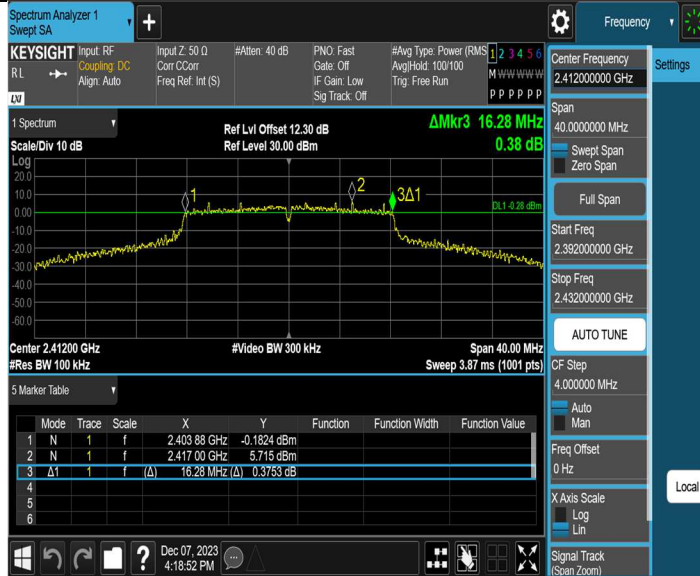 Spectrum Analyzer 1
Swept SA
+
Frequency
KEYSIGHT
RL
LXI
Input: RF
Coupling: DC
Align: Auto
Input Z: 50 Ω
Corr CCorr
Freq Ref: Int (S)
#Atten: 40 dB
PNO: Fast
Gate: Off
IF Gain: Low
Sig Track: Off
#Avg Type: Power (RMS
Avg|Hold: 100/100
Trig: Free Run
1 2 3 4 5 6
M W W W W W
P P P P P P
Center Frequency
2.412000000 GHz
Settings
1 Spectrum
Scale/Div 10 dB
Ref Lvl Offset 12.30 dB
Ref Level 30.00 dBm
ΔMkr3 16.28 MHz
0.38 dB
Span
40.0000000 MHz
Swept Span
Zero Span
Full Span
Start Freq
2.392000000 GHz
Stop Freq
2.432000000 GHz
AUTO TUNE
CF Step
4.000000 MHz
Auto
Man
Freq Offset
0 Hz
X Axis Scale
Log
Lin
Signal Track
(Span Zoom)
Local
Log
20.0
10.0
0.00
-10.0
-20.0
-30.0
-40.0
-50.0
-60.0
1
2
3Δ1
DL1 -0.28 dBm
Center 2.41200 GHz
#Res BW 100 kHz
#Video BW 300 kHz
Span 40.00 MHz
Sweep 3.87 ms (1001 pts)
5 Marker Table
Mode Trace Scale X Y Function Function Width Function Value
1 N 1 f 2.403 88 GHz -0.1824 dBm
2 N 1 f 2.417 00 GHz 5.715 dBm
3 Δ1 1 f (Δ) 16.28 MHz (Δ) 0.3753 dB
4
5
6
?
Dec 07, 2023
4:18:52 PM